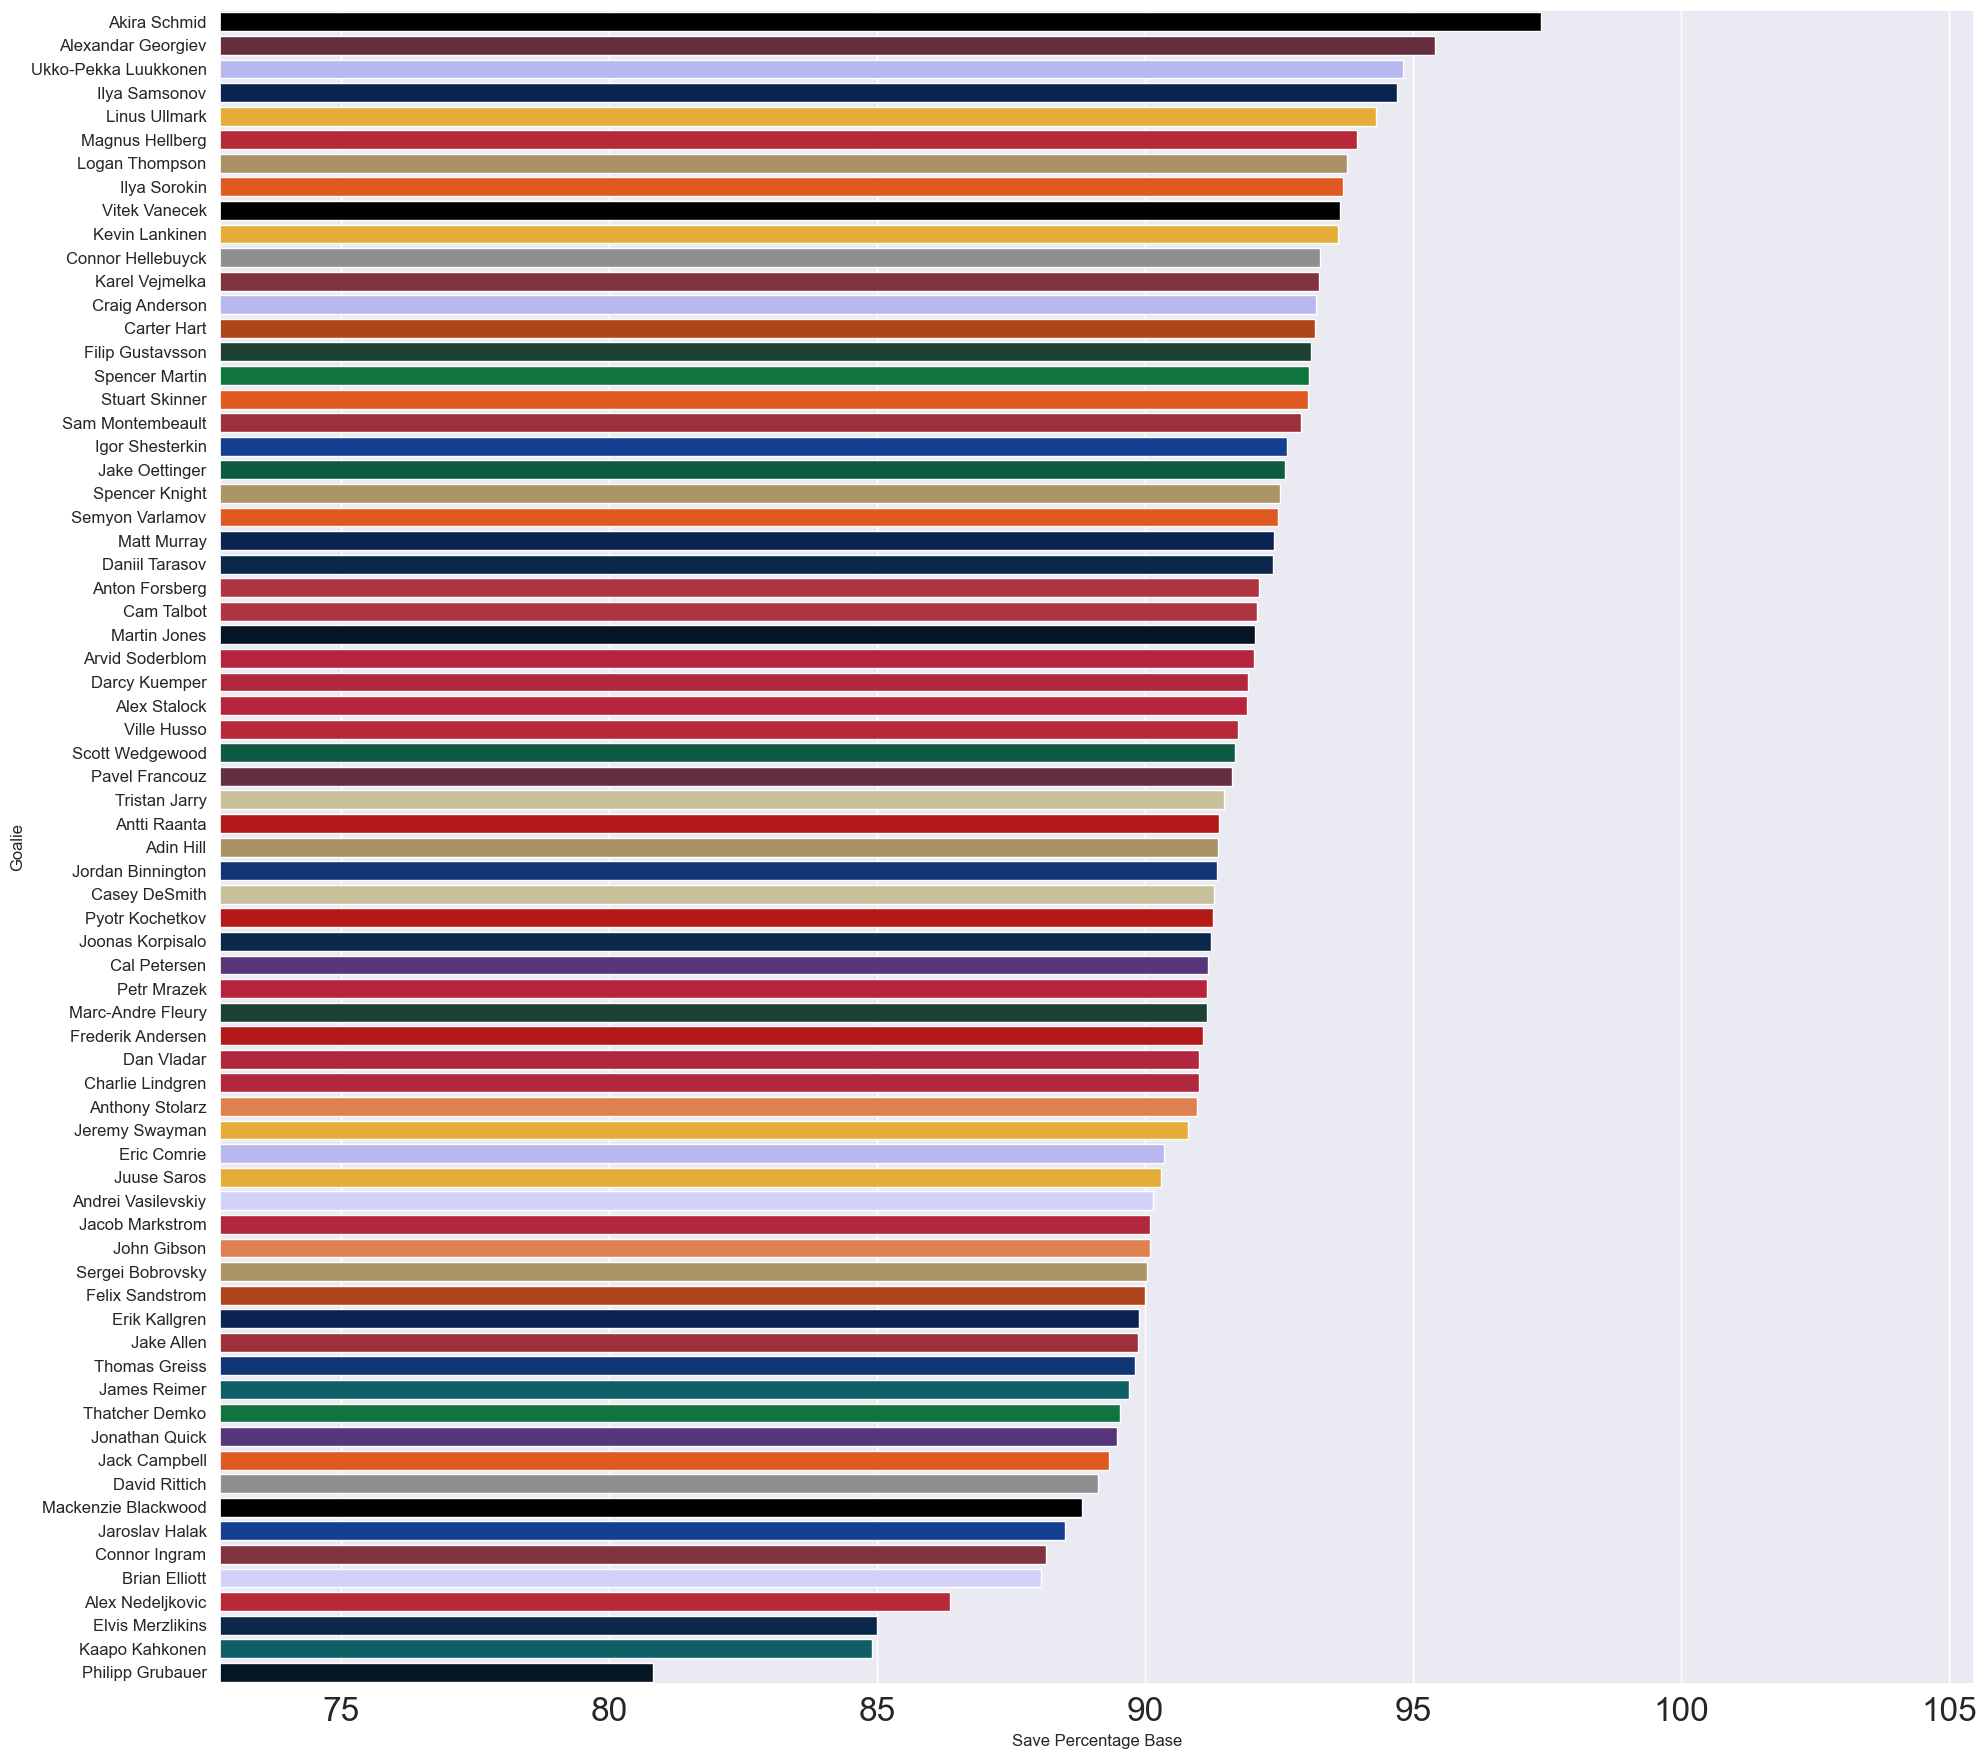 Akira Schmid
Alexandar Georgiev
Ukko-Pekka Luukkonen
Ilya Samsonov
Linus Ullmark
Magnus Hellberg
Logan Thompson
Ilya Sorokin
Vitek Vanecek
Kevin Lankinen
Connor Hellebuyck
Karel Vejmelka
Craig Anderson
Carter Hart
Filip Gustavsson
Spencer Martin
Stuart Skinner
Sam Montembeault
Igor Shesterkin
Jake Oettinger
Spencer Knight
Semyon Varlamov
Matt Murray
Daniil Tarasov
Anton Forsberg
Cam Talbot
Martin Jones
Arvid Soderblom
Darcy Kuemper
Alex Stalock
Ville Husso
Scott Wedgewood
Pavel Francouz
Tristan Jarry
Antti Raanta
Adin Hill
Jordan Binnington
Casey DeSmith
Pyotr Kochetkov
Joonas Korpisalo
Cal Petersen
Petr Mrazek
Marc-Andre Fleury
Frederik Andersen
Dan Vladar
Charlie Lindgren
Anthony Stolarz
Jeremy Swayman
Eric Comrie
Juuse Saros
Andrei Vasilevskiy
Jacob Markstrom
John Gibson
Sergei Bobrovsky
Felix Sandstrom
Erik Kallgren
Jake Allen
Thomas Greiss
James Reimer
Thatcher Demko
Jonathan Quick
Jack Campbell
David Rittich
Mackenzie Blackwood
Jaroslav Halak
Connor Ingram
Brian Elliott
Alex Nedeljkovic
Elvis Merzlikins
Kaapo Kahkonen
Philipp Grubauer
Goalie
75 80 85 90 95 100 105
Save Percentage Base